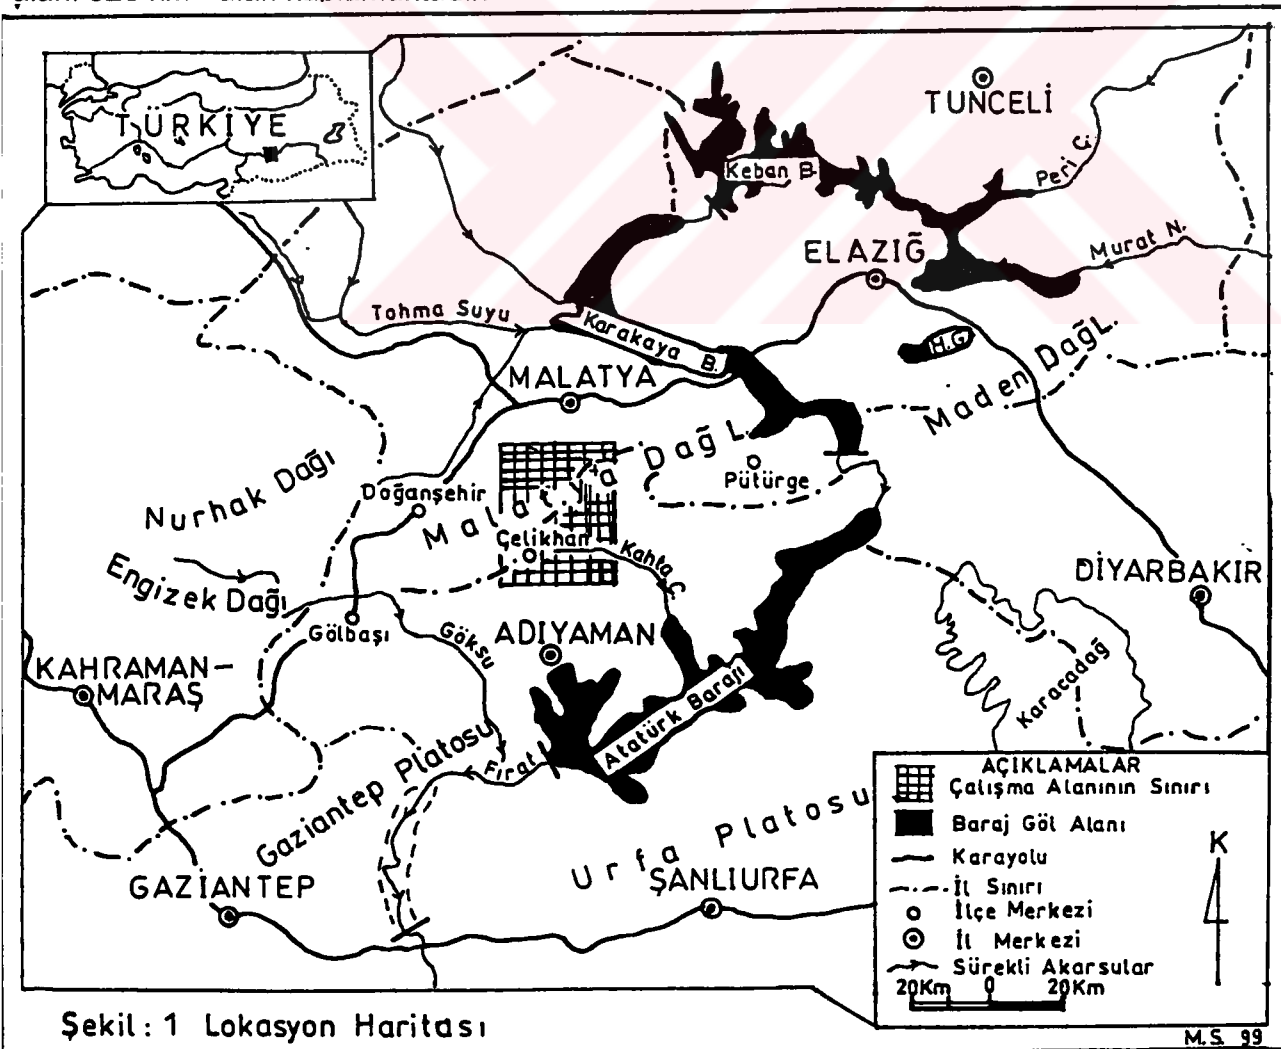 TÜRKİYE
TUNCELİ
Peri Ç.
Keban B.
Murat N.
ELAZIĞ
Tohma Suyu
Karakaya B.
H.G
Maden DağL.
MALATYA
Malatya DağL.
Pütürge
Nurhak Dağı
Doğanşehir
Çelikhan
Kahta Ç.
Engizek Dağı
DİYARBAKIR
Gölbaşı
Göksu
ADIYAMAN
KAHRAMAN-
MARAŞ
Karacadağ
Atatürk Barajı
Fırat
Gaziantep Platosu
Urfa Platosu
GAZİANTEP
ŞANLIURFA
AÇIKLAMALAR
Çalışma Alanının Sınırı
Baraj Göl Alanı
Karayolu
İl Sınırı
İlçe Merkezi
İl Merkezi
Sürekli Akarsular
K
20Km 0 20Km
Şekil: 1 Lokasyon Haritası
M.S. 99